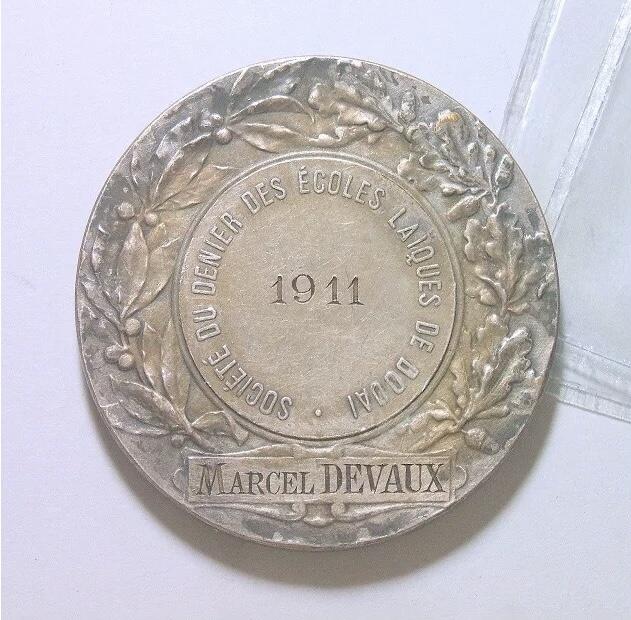 SOCIÉTÉ DU DENIER DES ÉCOLES LAÏQUES DE DOUAI ·
1911
MARCEL DEVAUX